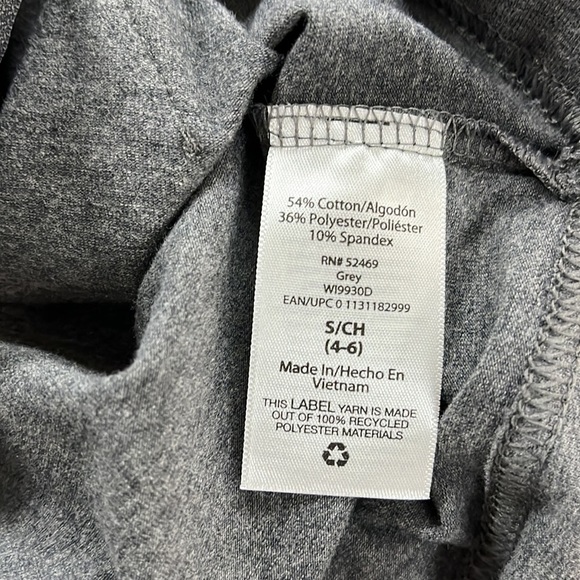 54% Cotton/Algodón
36% Polyester/Poliéster
10% Spandex
RN# 52469
Grey
WI9930D
EAN/UPC 0 1131182999
S/CH
(4-6)
Made In/Hecho En
Vietnam
THIS LABEL YARN IS MADE
OUT OF 100% RECYCLED
POLYESTER MATERIALS